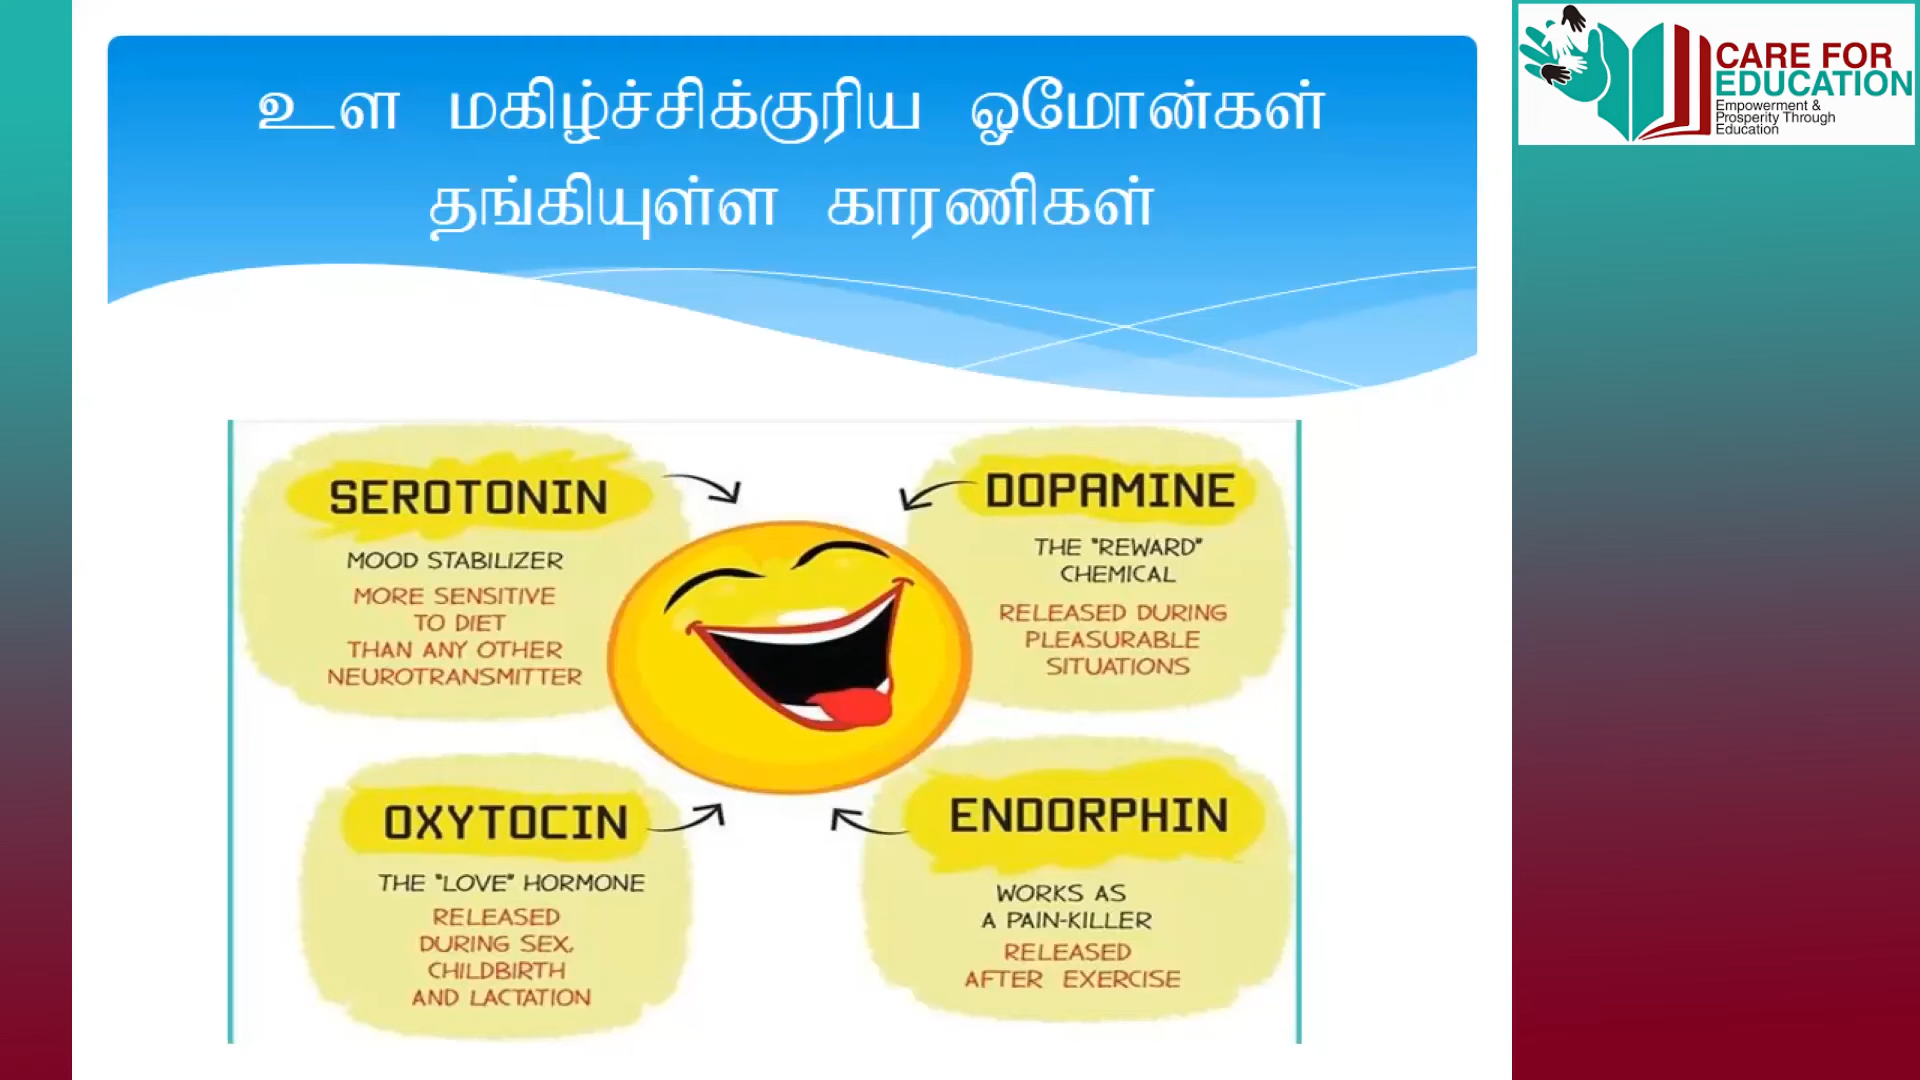 உள மகிழ்ச்சிக்குரிய ஓமோன்கள்
தங்கியுள்ள காரணிகள்
CARE FOR
EDUCATION
Empowerment &
Prosperity Through
Education
SEROTONIN
MOOD STABILIZER
MORE SENSITIVE
TO DIET
THAN ANY OTHER
NEUROTRANSMITTER
DOPAMINE
THE "REWARD"
CHEMICAL
RELEASED DURING
PLEASURABLE
SITUATIONS
OXYTOCIN
THE "LOVE" HORMONE
RELEASED
DURING SEX,
CHILDBIRTH
AND LACTATION
ENDORPHIN
WORKS AS
A PAIN-KILLER
RELEASED
AFTER EXERCISE